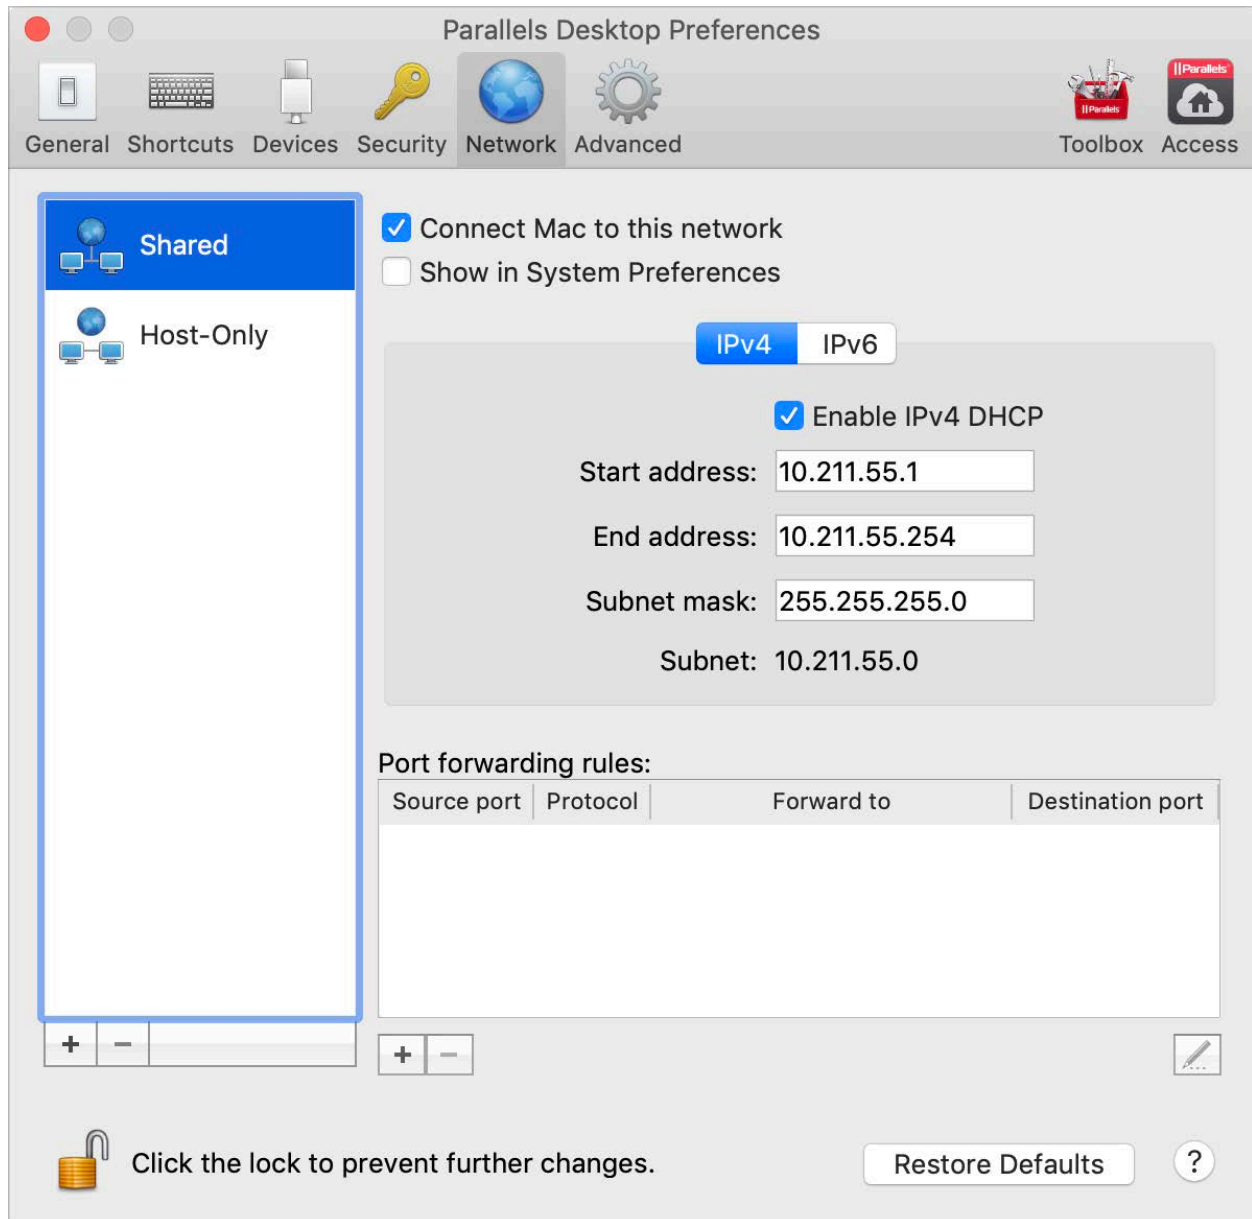 Parallels Desktop Preferences
||Parallels
||Parallels
General Shortcuts Devices Security Network Advanced Toolbox Access
Shared
Host-Only
Connect Mac to this network
Show in System Preferences
IPv4 IPv6
Enable IPv4 DHCP
Start address: 10.211.55.1
End address: 10.211.55.254
Subnet mask: 255.255.255.0
Subnet: 10.211.55.0
Port forwarding rules:
Source port Protocol Forward to Destination port
+ − + −
Click the lock to prevent further changes. Restore Defaults ?